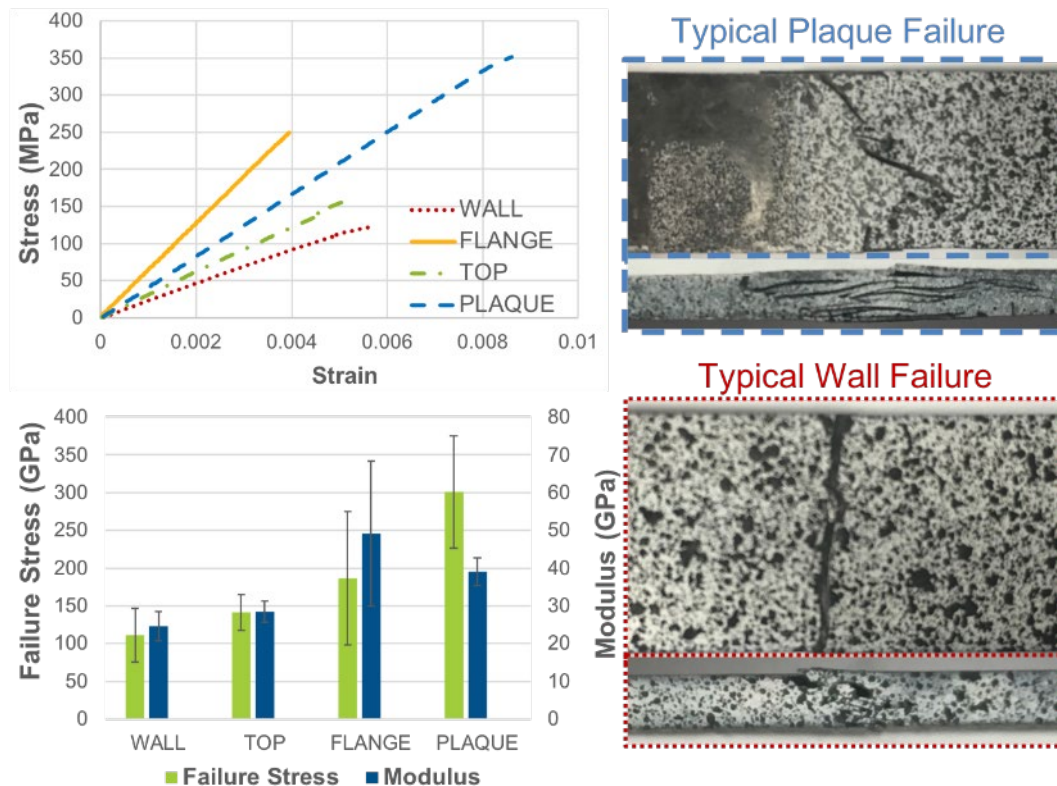 400
350
300
250
200
150
100
50
0
Stress (MPa)
WALL
FLANGE
TOP
PLAQUE
0
0.002
0.004
0.006
0.008
0.01
Strain
Typical Plaque Failure
Typical Wall Failure
400
350
300
250
200
150
100
50
0
Failure Stress (GPa)
80
70
60
50
40
30
20
10
0
Modulus (GPa)
WALL
TOP
FLANGE
PLAQUE
Failure Stress
Modulus